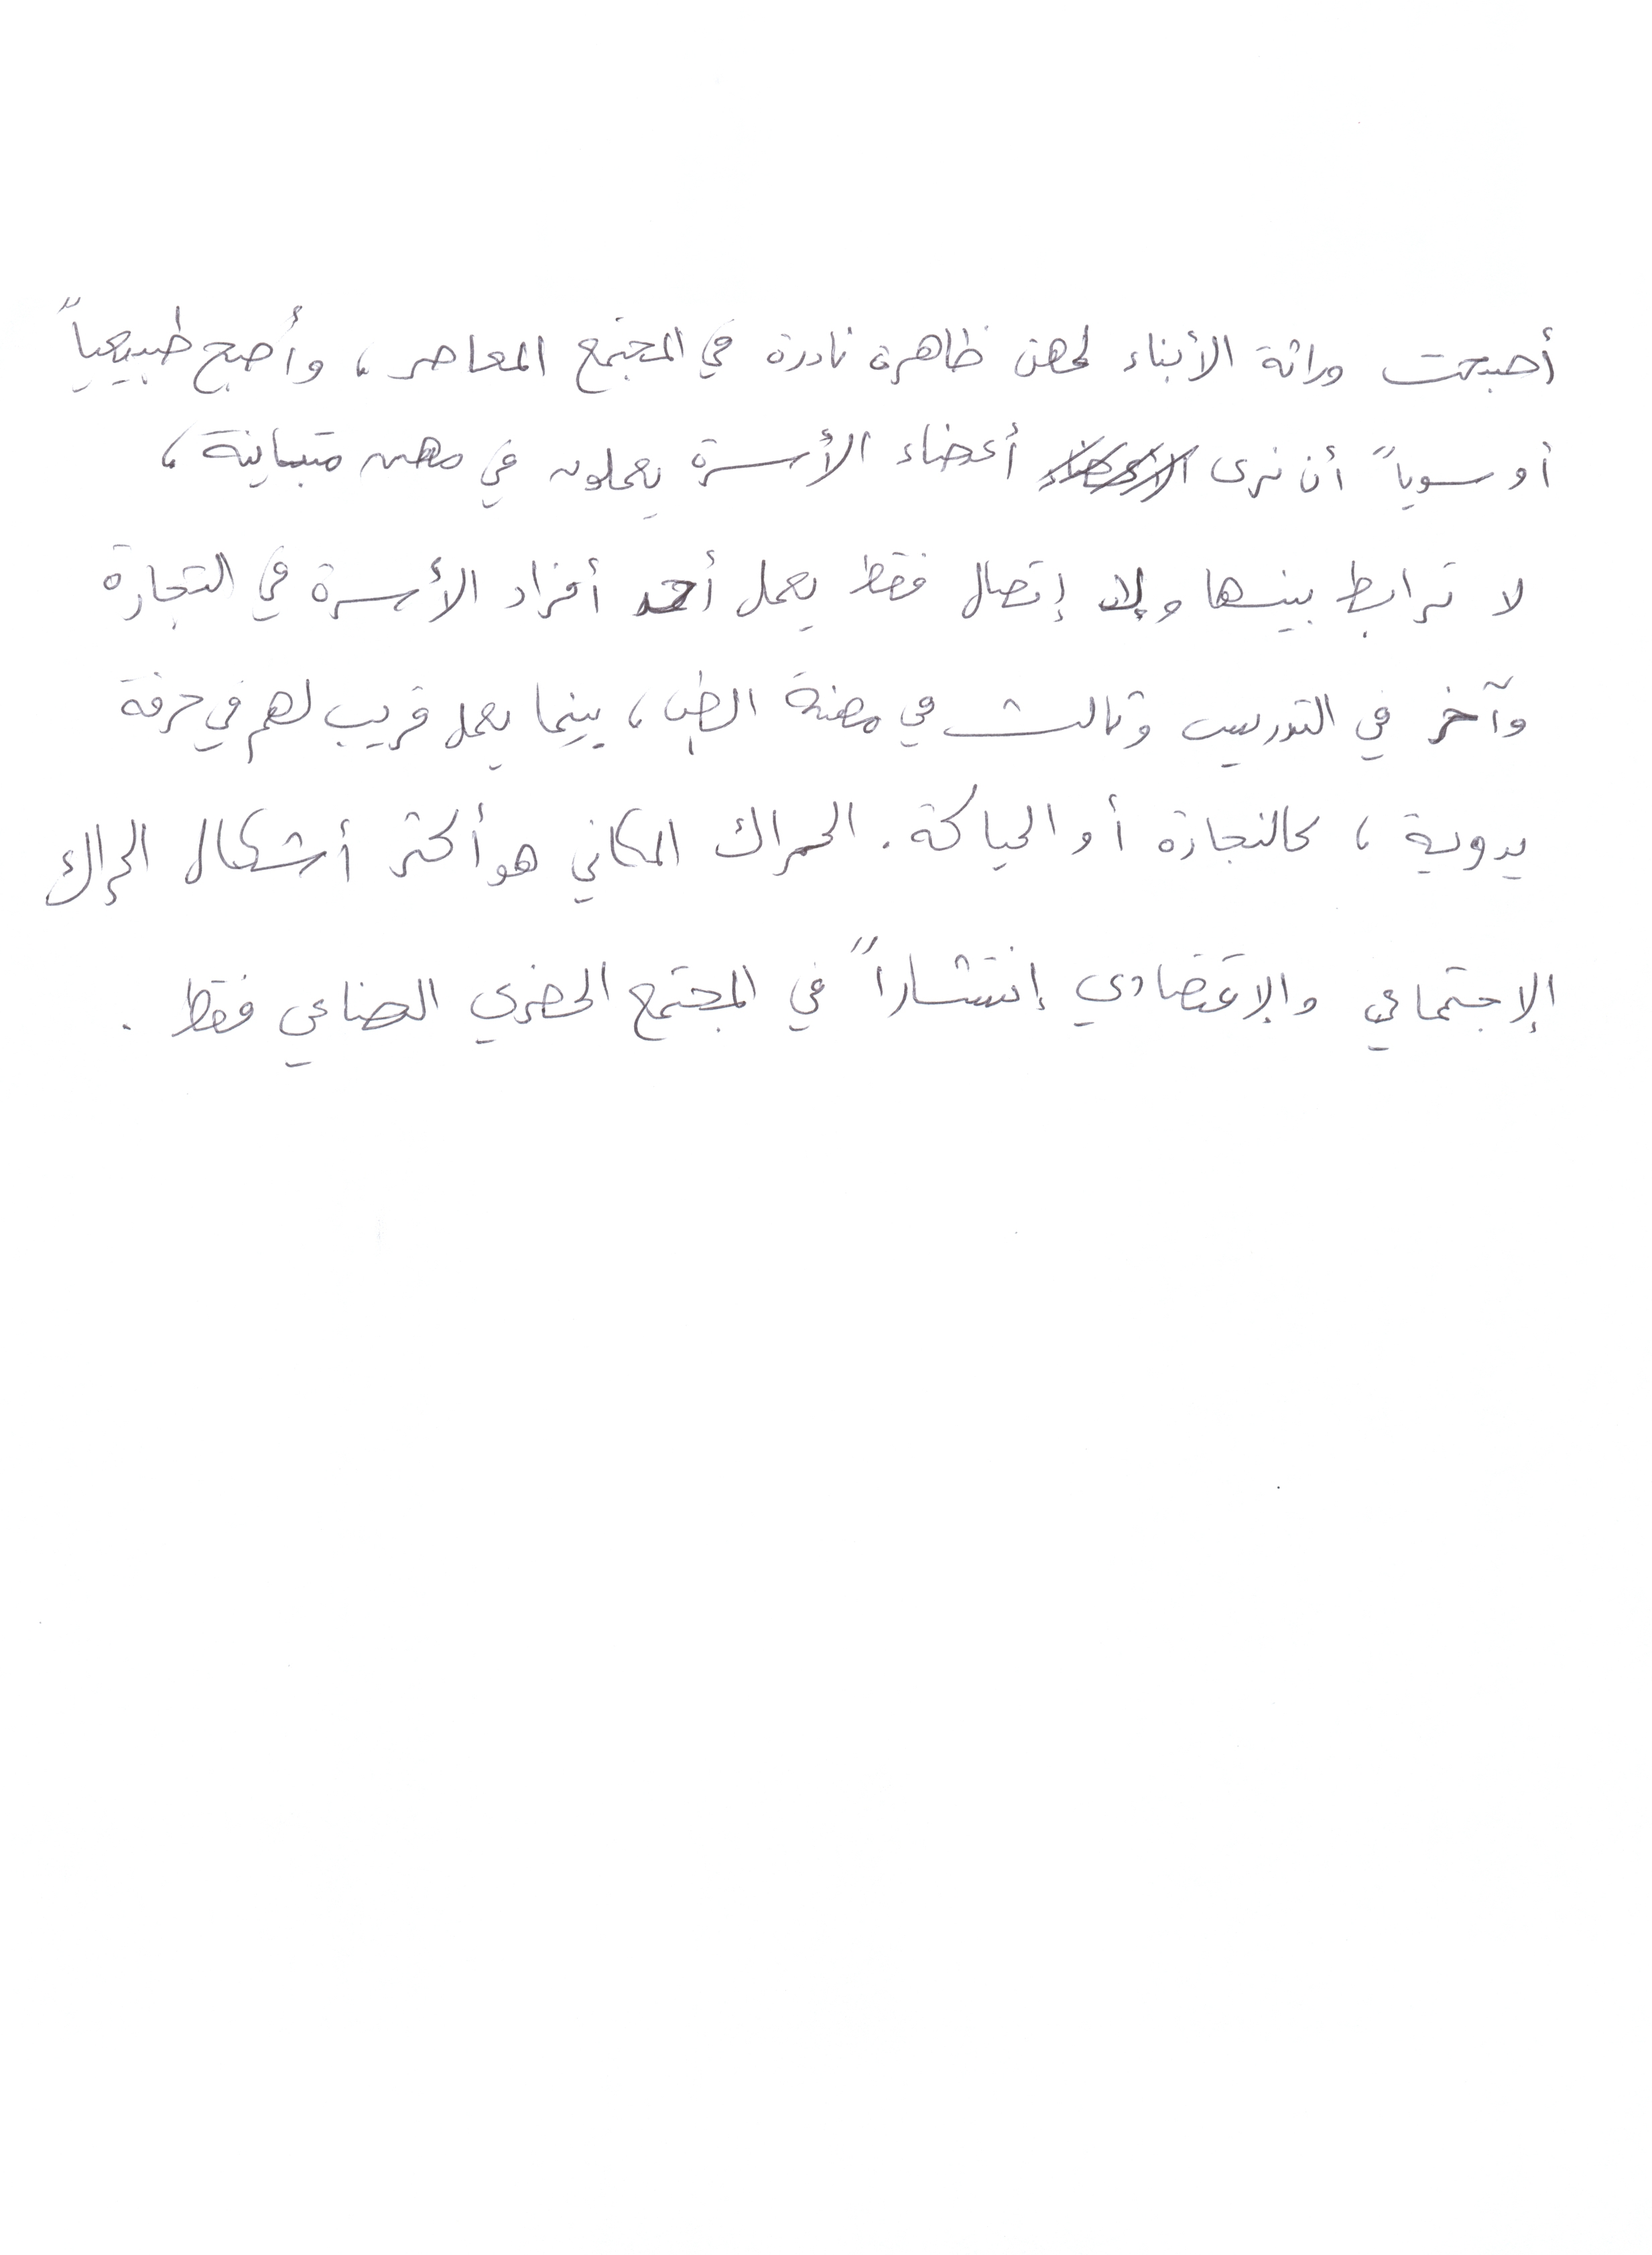 أصبحت وراثة الأبناء لمهن ظاهرة نادرة في المجتمع المعاصر، وأصبح طبيعياً
أو سوياً أن نرى أعضاء الأسرة يعملون في مهن متباينة،
لا ترابط بينها ولا إتصال فقط يعمل أحد أفراد الأسرة في التجارة
وآخر في التدريب وثالث في مهنة الطب، بينما يعمل قريب لهم في حرفة
يدوية، كالنجارة أو الحياكة. الحراك المكاني هو أكثر أشكال الحراك
الإجتماعي والإقتصادي إنتشاراً في المجتمع الحضري الصناعي فقط.